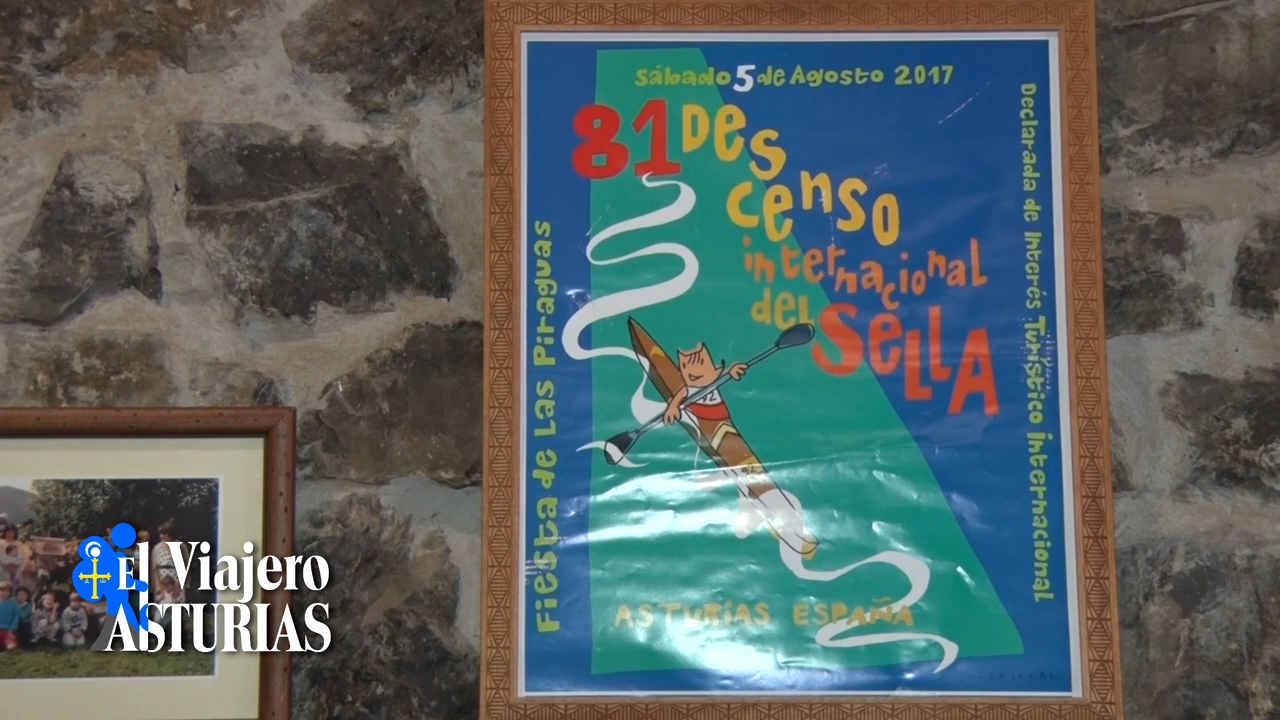 Sábado 5 de Agosto 2017
81 Des
censo
internacional
del Sella
Fiesta de Las Piraguas
Declarada de Interés Turístico Internacional
92
ASTURIAS ESPAÑA
El Viajero
ASTURIAS